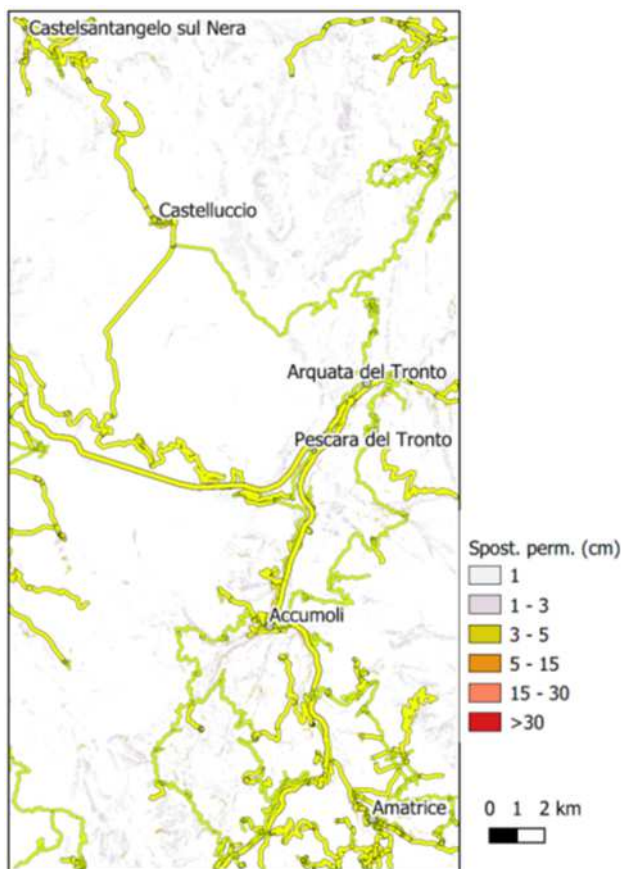 Castelsantangelo sul Nera
Castelluccio
Arquata del Tronto
Pescara del Tronto
Accumoli
Amatrice
Spost. perm. (cm)
1
1 - 3
3 - 5
5 - 15
15 - 30
>30
0 1 2 km